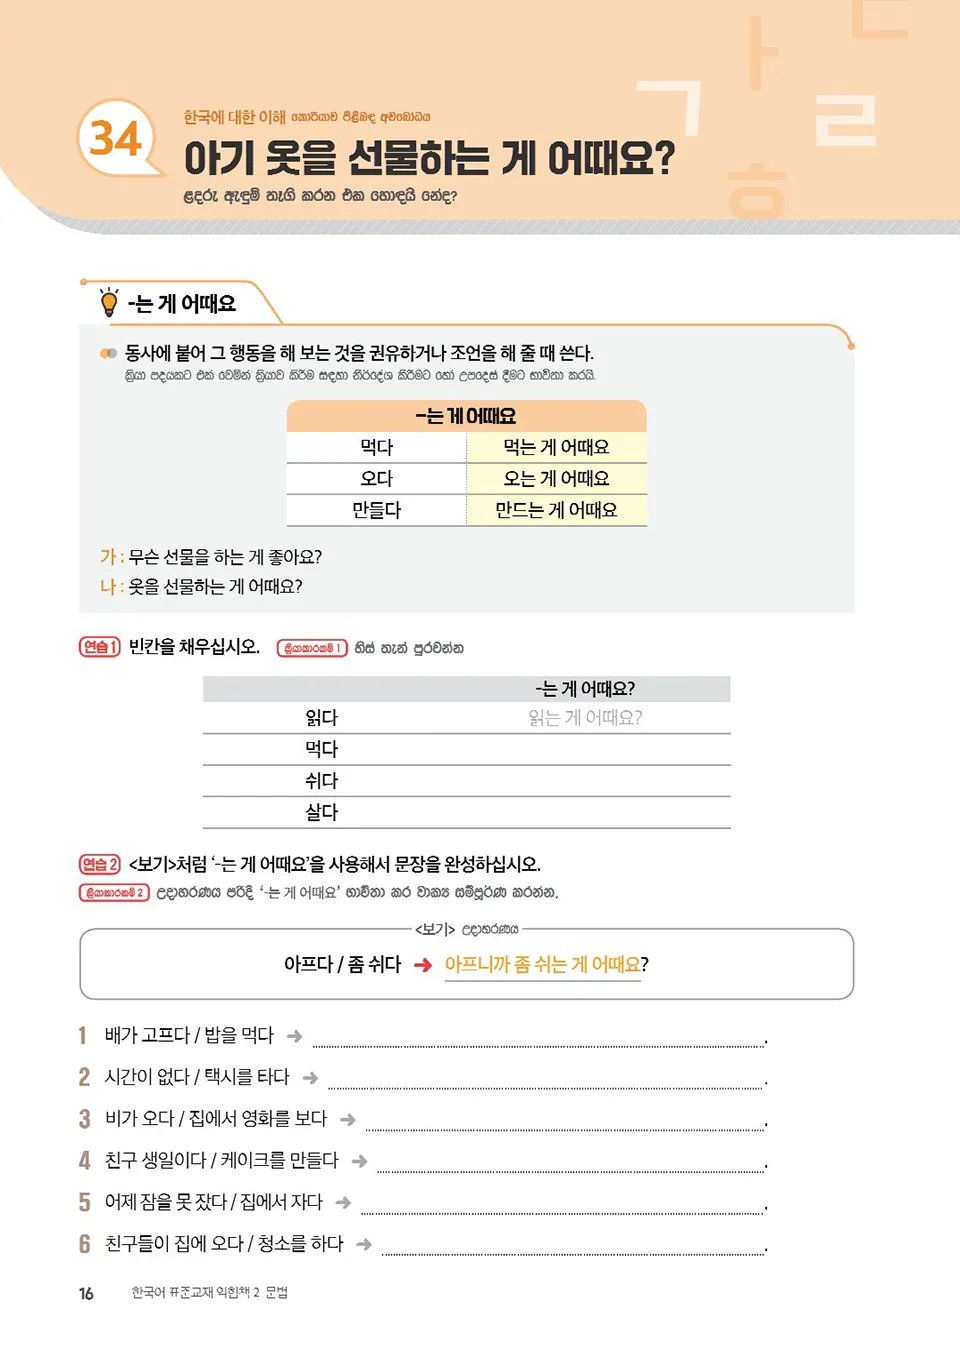 34
한국에 대한 이해 කොරියාව පිළිබඳ අවබෝධය
아기 옷을 선물하는 게 어때요?
ළදරු ඇඳුම් තෑගි කරන එක හොඳයි නේද?
ㅏ ㄴ ㄱ ㄹ ㅎ
-는 게 어때요
동사에 붙어 그 행동을 해 보는 것을 권유하거나 조언을 해 줄 때 쓴다.
ක්‍රියා පදයකට එක් වෙමින් ක්‍රියාව කිරීම සඳහා නිර්දේශ කිරීමට හෝ උපදෙස් දීමට භාවිතා කරයි.
-는 게 어때요
먹다 먹는 게 어때요
오다 오는 게 어때요
만들다 만드는 게 어때요
가 : 무슨 선물을 하는 게 좋아요?
나 : 옷을 선물하는 게 어때요?
연습 1 빈칸을 채우십시오. ක්‍රියාකාරකම් 1 හිස් තැන් පුරවන්න
-는 게 어때요?
읽다 읽는 게 어때요?
먹다
쉬다
살다
연습 2 <보기>처럼 ‘-는 게 어때요’을 사용해서 문장을 완성하십시오.
ක්‍රියාකාරකම් 2 උදාහරණය පරිදි ‘-는 게 어때요’ භාවිතා කර වාක්‍ය සම්පූර්ණ කරන්න.
<보기> උදාහරණය
아프다 / 좀 쉬다 ➜ 아프니까 좀 쉬는 게 어때요?
1 배가 고프다 / 밥을 먹다 ➜ .
2 시간이 없다 / 택시를 타다 ➜ .
3 비가 오다 / 집에서 영화를 보다 ➜ .
4 친구 생일이다 / 케이크를 만들다 ➜ .
5 어제 잠을 못 잤다 / 집에서 자다 ➜ .
6 친구들이 집에 오다 / 청소를 하다 ➜ .
16 한국어 표준교재 익힘책 2 문법